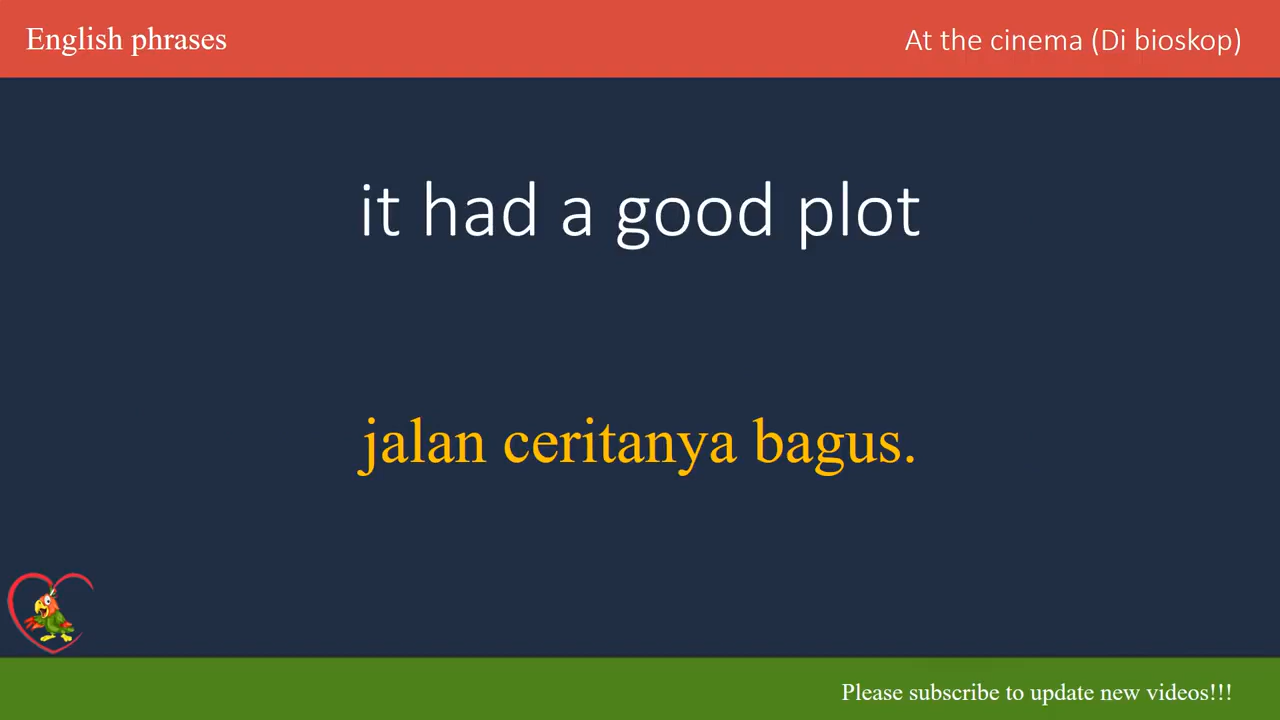 English phrases
At the cinema (Di bioskop)
it had a good plot
jalan ceritanya bagus.
Please subscribe to update new videos!!!